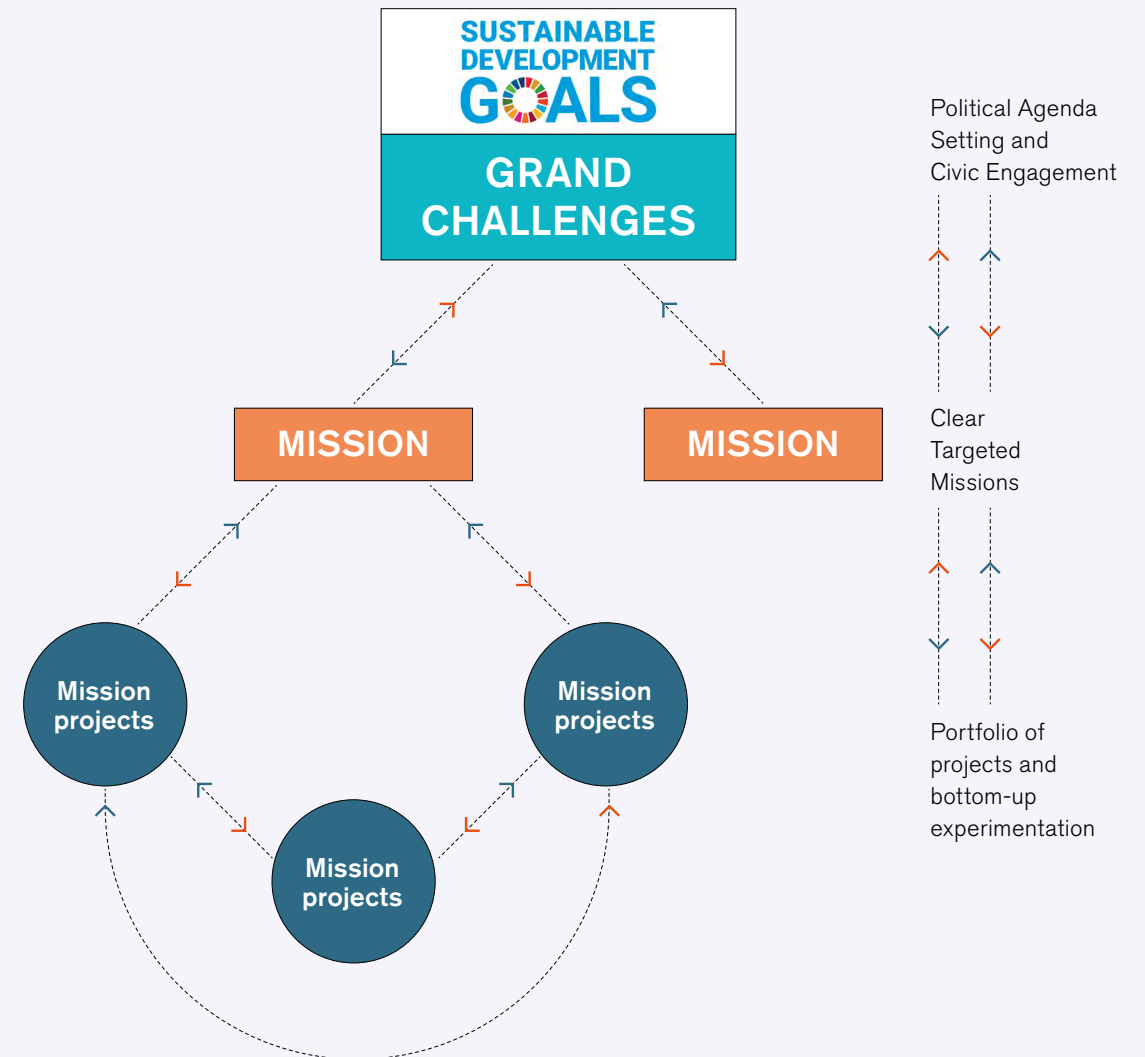 SUSTAINABLE
DEVELOPMENT
GOALS
GRAND
CHALLENGES
Political Agenda
Setting and
Civic Engagement
MISSION
MISSION
Clear
Targeted
Missions
Mission
projects
Mission
projects
Mission
projects
Portfolio of
projects and
bottom-up
experimentation